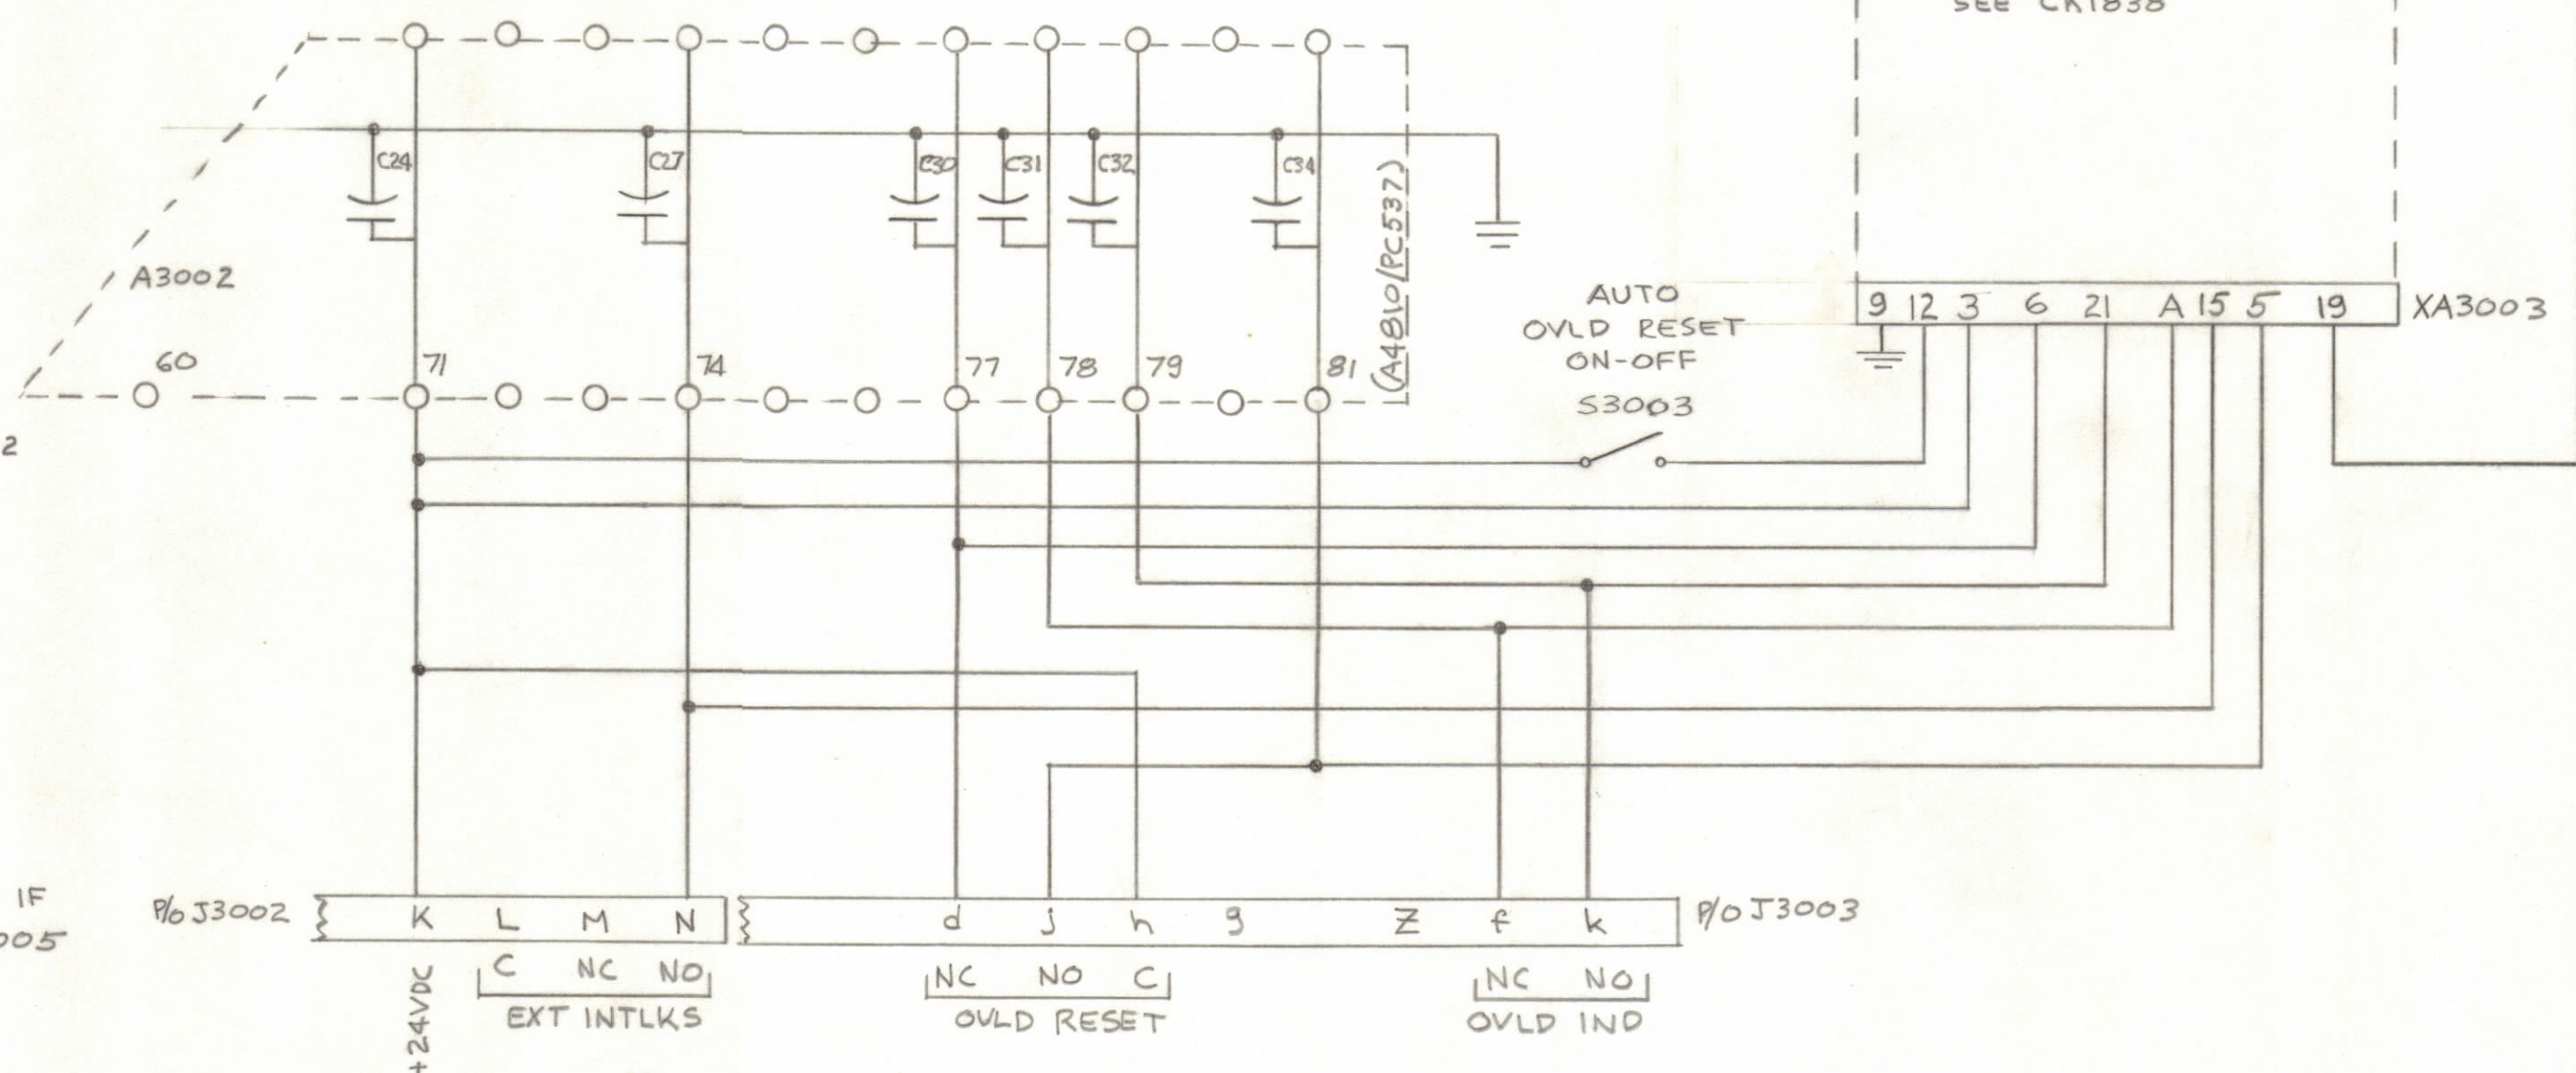 SEE CK1838
C24
C27
C30
C31
C32
C34
(A4810/PC537)
A3002
AUTO
OVLD RESET
ON-OFF
S3003
9 12 3 6 21 A 15 5 19
XA3003
60
71
74
77
78
79
81
2
IF
005
P/O J3002
K L M N
d j h g Z f k
P/O J3003
+24VDC
C NC NO
EXT INTLKS
NC NO C
OVLD RESET
NC NO
OVLD IND